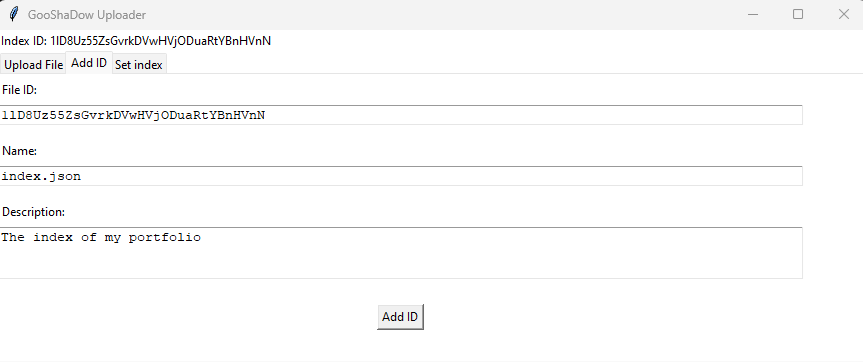 GooShaDow Uploader
Index ID: 1lD8Uz55ZsGvrkDVwHVjODuaRtYBnHVnN
Upload File Add ID Set index
File ID:
1lD8Uz55ZsGvrkDVwHVjODuaRtYBnHVnN
Name:
index.json
Description:
The index of my portfolio
Add ID